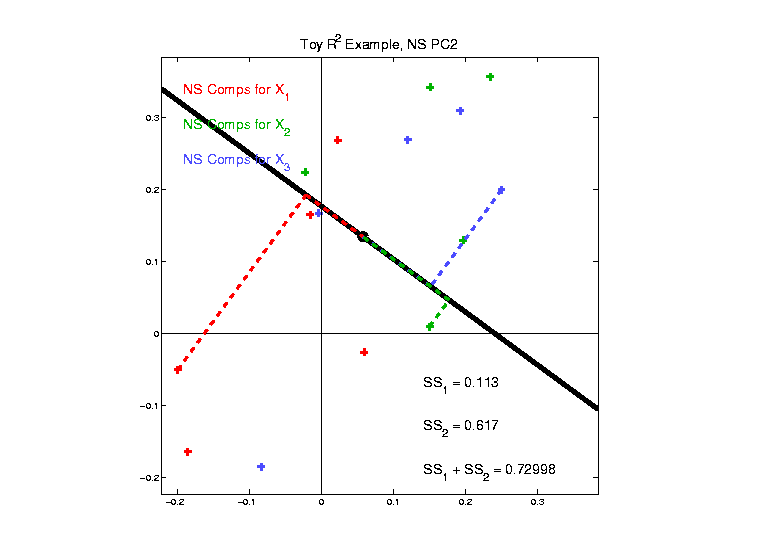 Toy R2 Example, NS PC2
NS Comps for X1
NS Comps for X2
NS Comps for X3
0.3
0.2
0.1
0
−0.1
−0.2
SS1 = 0.113
SS2 = 0.617
SS1 + SS2 = 0.72998
−0.2 −0.1 0 0.1 0.2 0.3